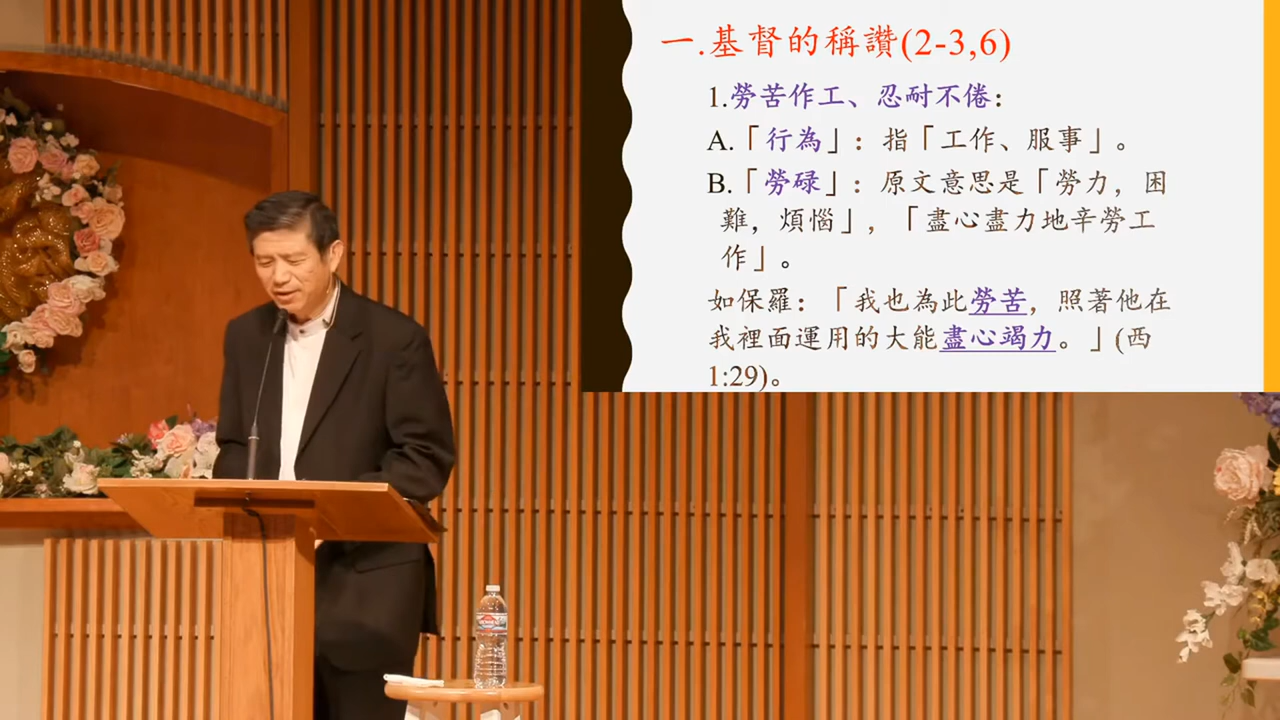 一.基督的稱讚(2-3,6)
1.勞苦作工、忍耐不倦：
A.「行為」：指「工作、服事」。
B.「勞碌」：原文意思是「勞力，困
難，煩惱」，「盡心盡力地辛勞工
作」。
如保羅：「我也為此勞苦，照著他在
我裡面運用的大能盡心竭力。」(西
1:29)。